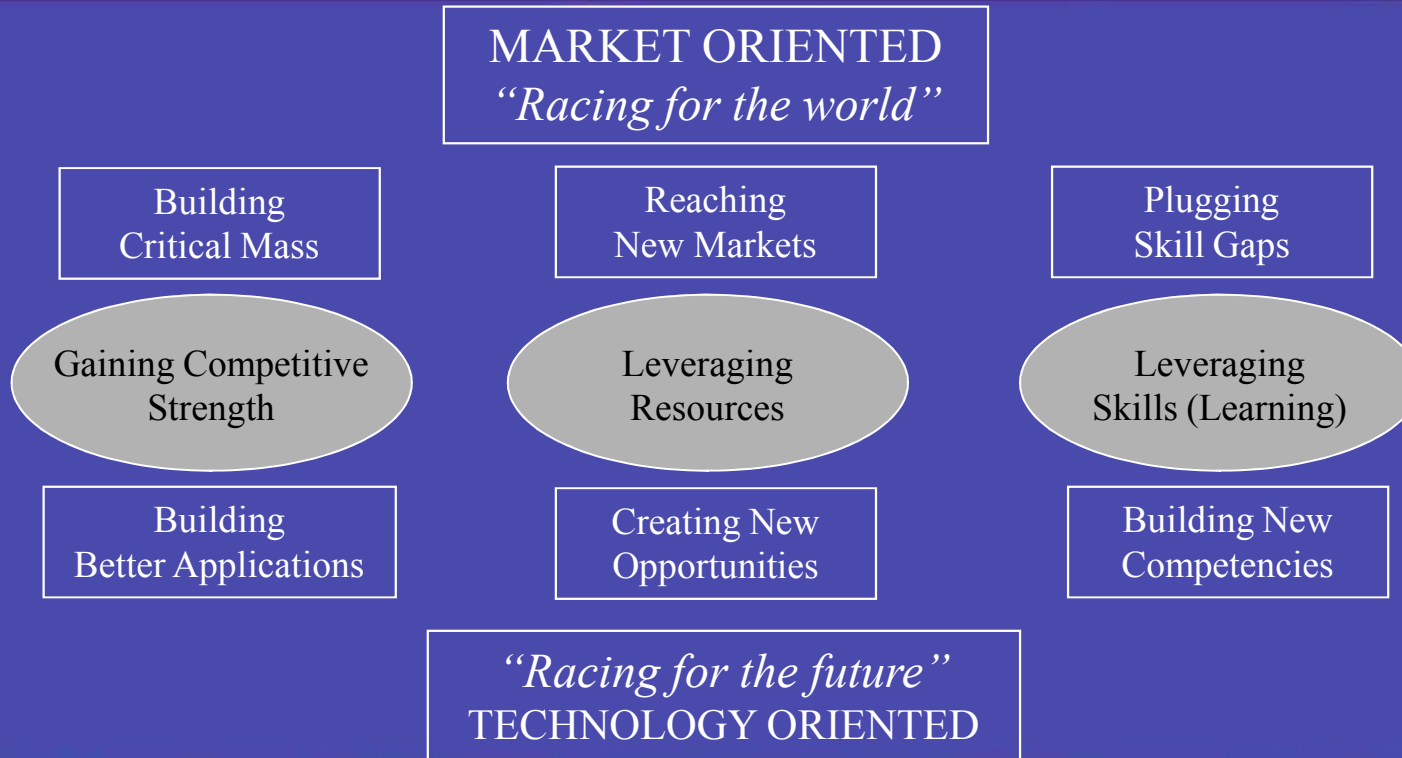 MARKET ORIENTED
“Racing for the world”
Building
Critical Mass
Reaching
New Markets
Plugging
Skill Gaps
Gaining Competitive
Strength
Leveraging
Resources
Leveraging
Skills (Learning)
Building
Better Applications
Creating New
Opportunities
Building New
Competencies
“Racing for the future”
TECHNOLOGY ORIENTED